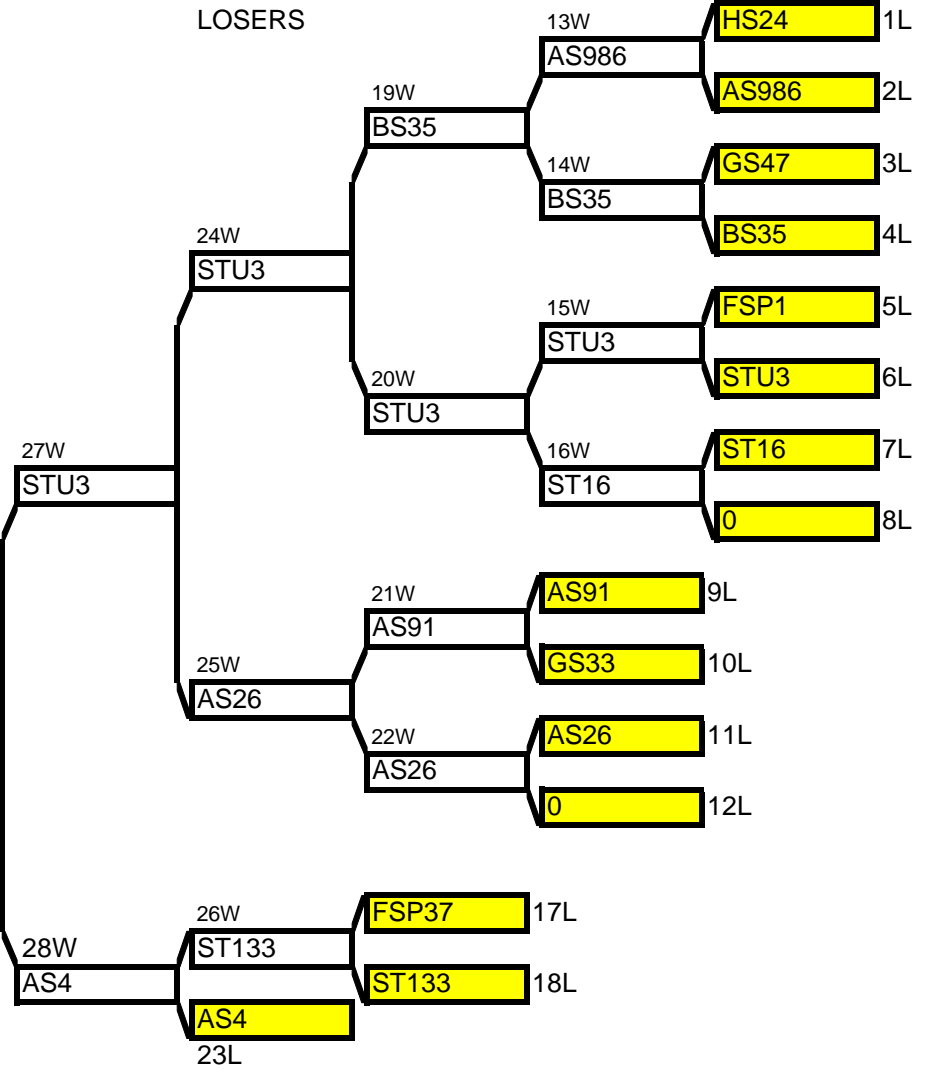 LOSERS
13W
HS24 1L
AS986
19W
AS986 2L
BS35
14W
GS47 3L
BS35
24W
BS35 4L
STU3
15W
FSP1 5L
STU3
20W
STU3 6L
STU3
27W
16W
ST16 7L
STU3
ST16
0 8L
21W
AS91 9L
AS91
25W
GS33 10L
AS26
22W
AS26 11L
AS26
0 12L
26W
FSP37 17L
28W
ST133
AS4
ST133 18L
AS4
23L